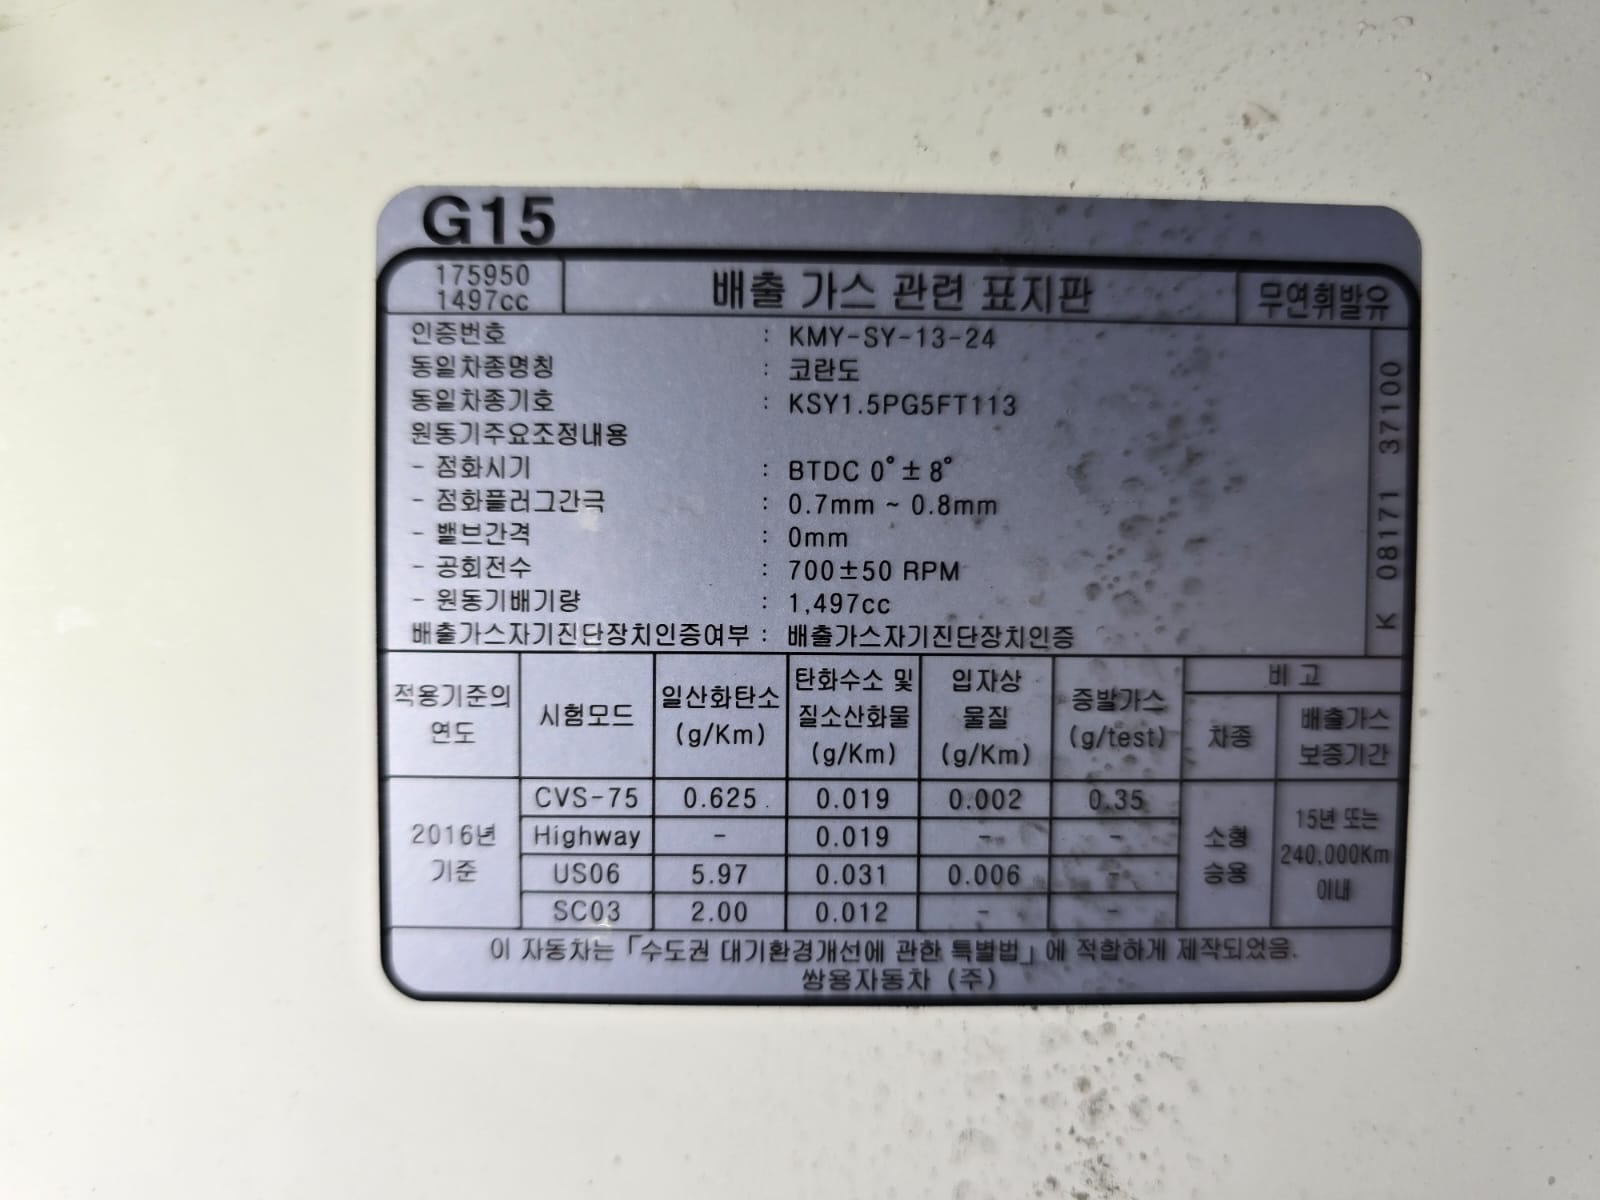 G15
175950
1497cc
배출 가스 관련 표지판
무연휘발유
인증번호 : KMY-SY-13-24
동일차종명칭 : 코란도
동일차종기호 : KSY1.5PG5FT113
원동기주요조정내용
- 점화시기 : BTDC 0°± 8°
- 점화플러그간극 : 0.7mm ~ 0.8mm
- 밸브간격 : 0mm
- 공회전수 : 700±50 RPM
- 원동기배기량 : 1,497cc
배출가스자기진단장치인증여부 : 배출가스자기진단장치인증
K 08171 37100
적용기준의 연도 시험모드 일산화탄소 (g/Km) 탄화수소 및 질소산화물 (g/Km) 입자상 물질 (g/Km) 증발가스 (g/test) 비 고
차종 배출가스 보증기간
2016년 기준
CVS-75 0.625 0.019 0.002 0.35
Highway - 0.019 - -
US06 5.97 0.031 0.006 -
SC03 2.00 0.012 - -
소형 승용
15년 또는
240,000Km
이내
이 자동차는 「수도권 대기환경개선에 관한 특별법」에 적합하게 제작되었음.
쌍용자동차 (주)